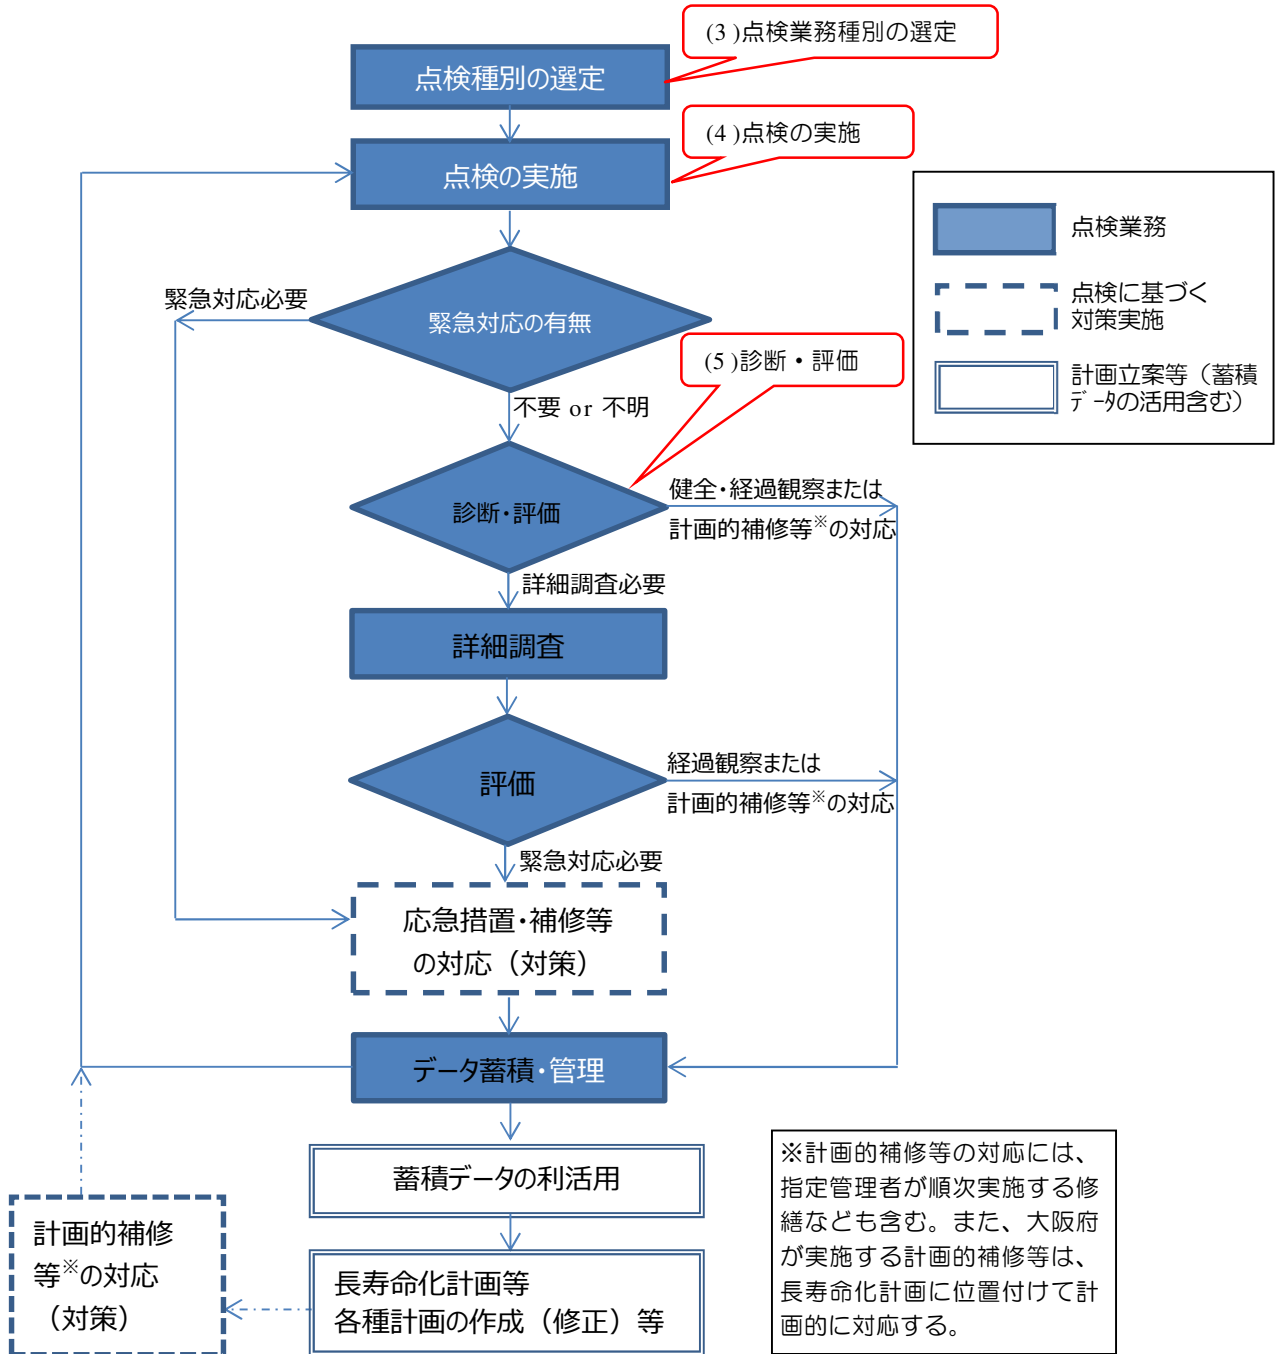 (3)点検業務種別の選定
点検種別の選定
(4)点検の実施
点検の実施
点検業務
点検に基づく
対策実施
計画立案等（蓄積
データの活用含む）
緊急対応必要
緊急対応の有無
(5)診断・評価
不要 or 不明
診断・評価
健全・経過観察または
計画的補修等※の対応
詳細調査必要
詳細調査
評価
経過観察または
計画的補修等※の対応
緊急対応必要
応急措置・補修等
の対応（対策）
データ蓄積・管理
蓄積データの利活用
計画的補修
等※の対応
（対策）
長寿命化計画等
各種計画の作成（修正）等
※計画的補修等の対応には、
指定管理者が順次実施する修
繕なども含む。また、大阪府
が実施する計画的補修等は、
長寿命化計画に位置付けて計
画的に対応する。